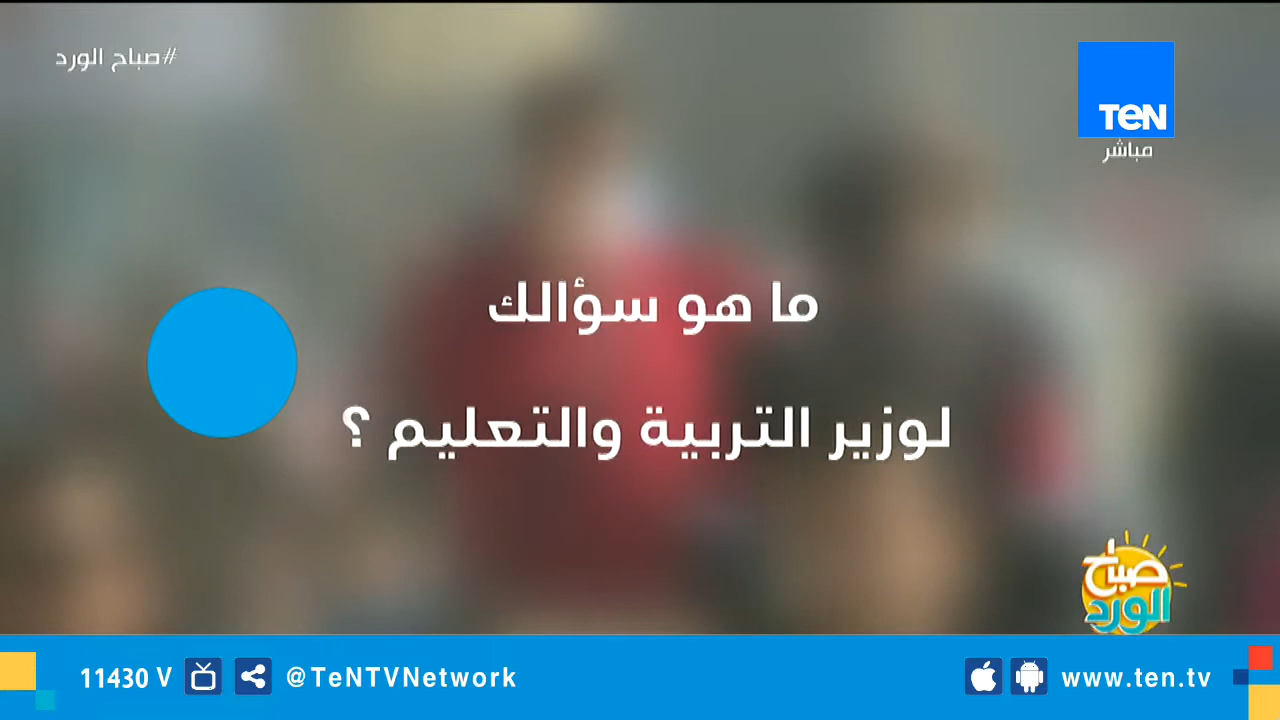 #صباح الورد
TeN
مباشر
ما هو سؤالك
لوزير التربية والتعليم ؟
صباح
الورد
11430 V
@TeNTVNetwork
www.ten.tv